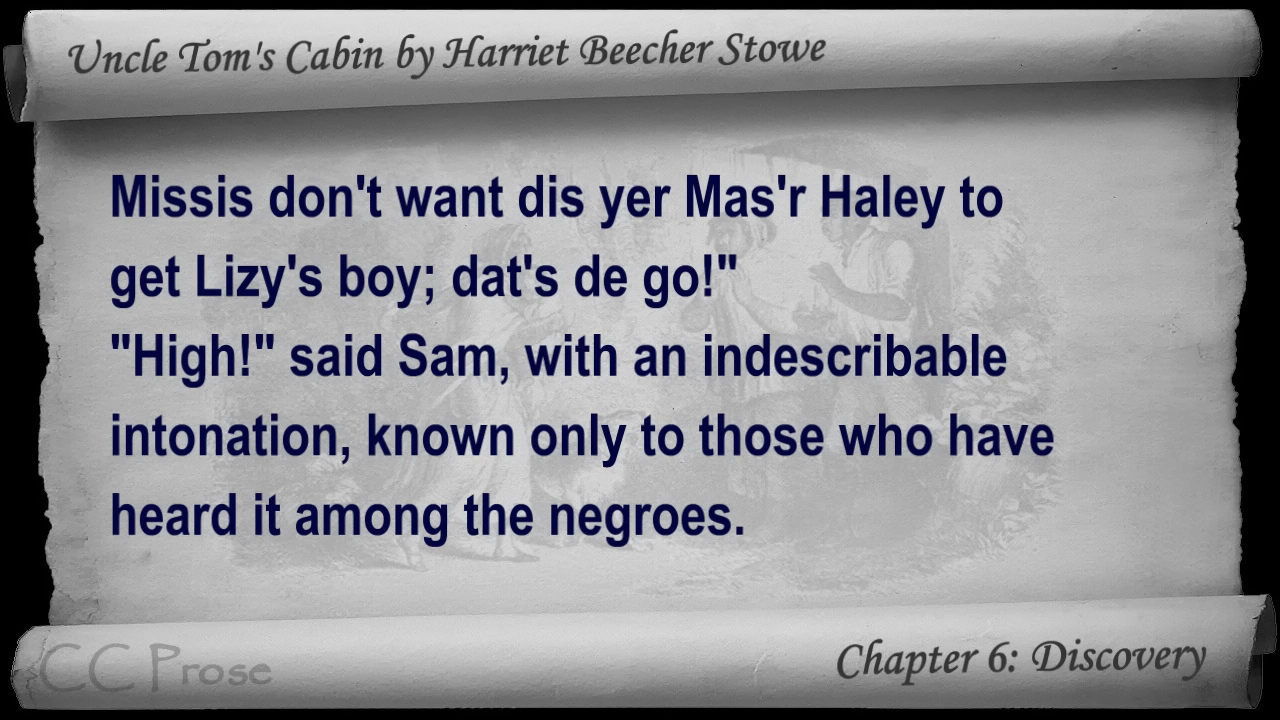 Uncle Tom's Cabin by Harriet Beecher Stowe
Missis don't want dis yer Mas'r Haley to
get Lizy's boy; dat's de go!"
"High!" said Sam, with an indescribable
intonation, known only to those who have
heard it among the negroes.
CC Prose
Chapter 6: Discovery